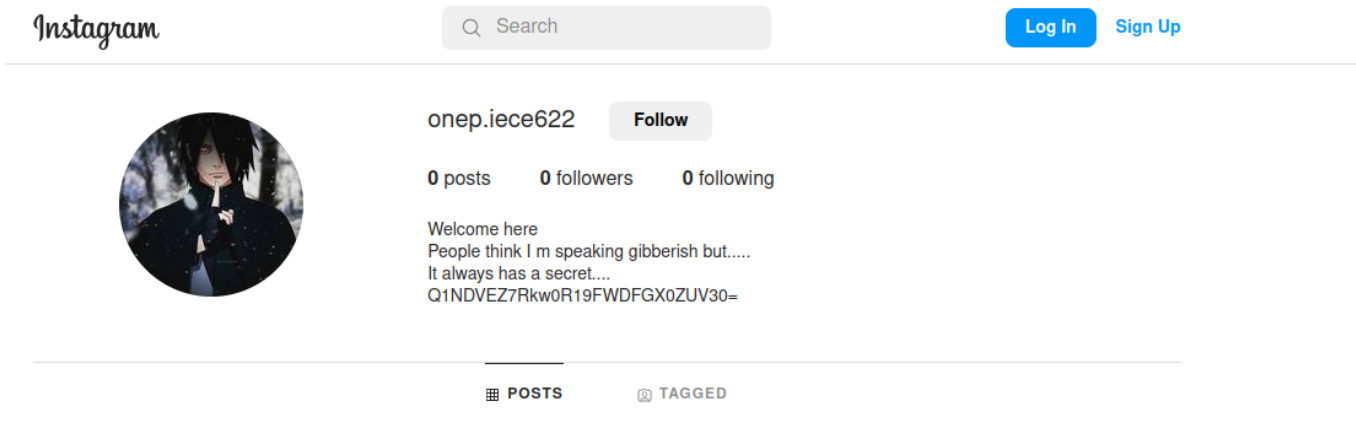 Instagram
Search
Log In
Sign Up
onep.iece622
Follow
0 posts
0 followers
0 following
Welcome here
People think I m speaking gibberish but.....
It always has a secret....
Q1NDVEZ7Rkw0R19FWDFGX0ZUV30=
POSTS
TAGGED